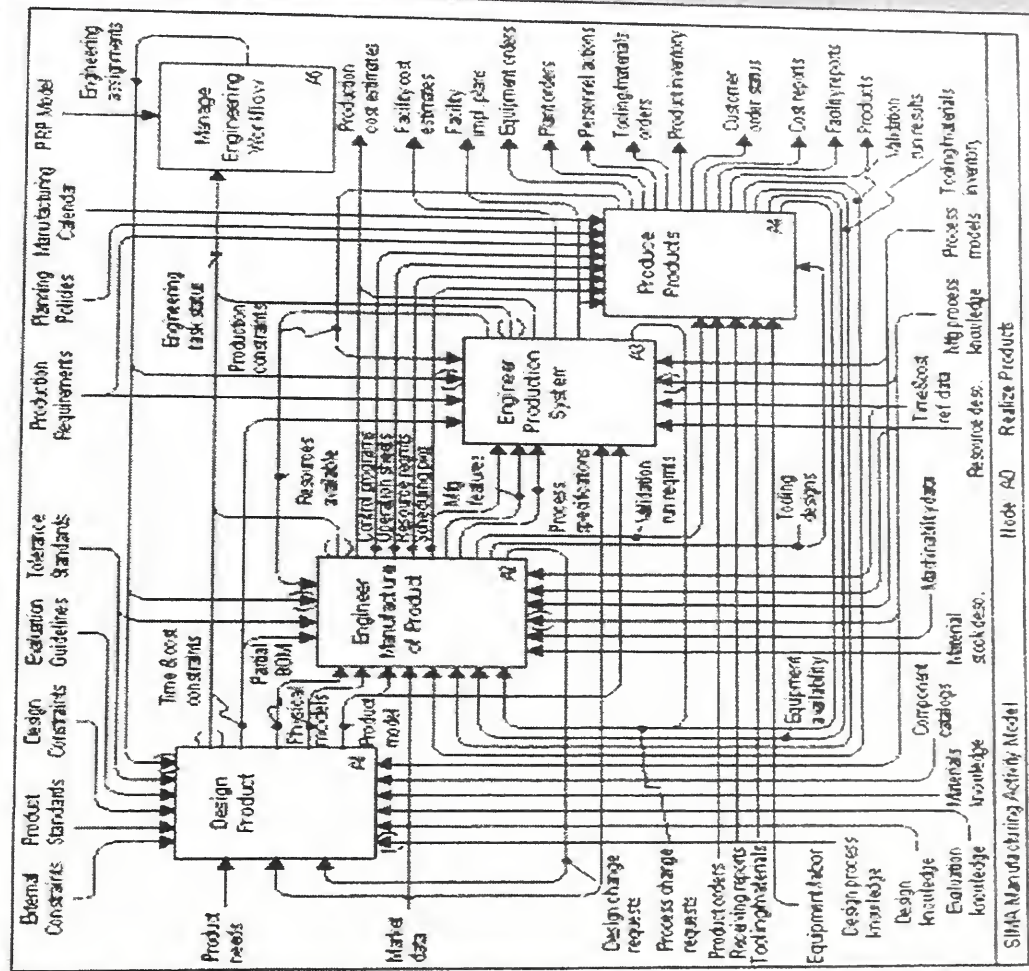 External
Constraints
Product
Standards
Design
Constraints
Evaluation
Guidelines
Tolerance
Standards
Production
Requirements
Planning
Policies
Manufacturing
Calendar
PRP Model
Engineering
assignments
Manage
Engineering
Workflow
A5
Engineering
task status
Production
constraints
Production
cost estimates
Facility cost
estimates
Facility
impl. plans
Equipment orders
Plant orders
Personnel actions
Tooling/materials
orders
Product inventory
Customer
order status
Cost reports
Facility reports
Products
Validation
run results
Tooling/materials
inventory
Produce
Products
A4
Engineer
Production
System
A3
Resources
available
Control programs
Operation sheets
Resource reqmts
Scheduling pkg
Mfg
features
Process
specifications
Validation
run reqmts
Tooling
designs
Engineer
Manufacture
of Product
A2
Time & cost
constraints
Partial
BOM
Physical
models
Product
model
Design
Product
A1
Product
needs
Market
data
Design change
requests
Process change
requests
Product orders
Receiving reports
Tooling/materials
Equipment/labor
Equipment
availability
Design process
knowledge
Design
knowledge
Evaluation
knowledge
Materials
knowledge
Component
catalogs
Material
stock desc.
Machinability data
Resource desc.
Time&cost
ref data
Mfg process
knowledge
Process
models
SIMA Manufacturing Activity Model
Node: A0
Realize Products